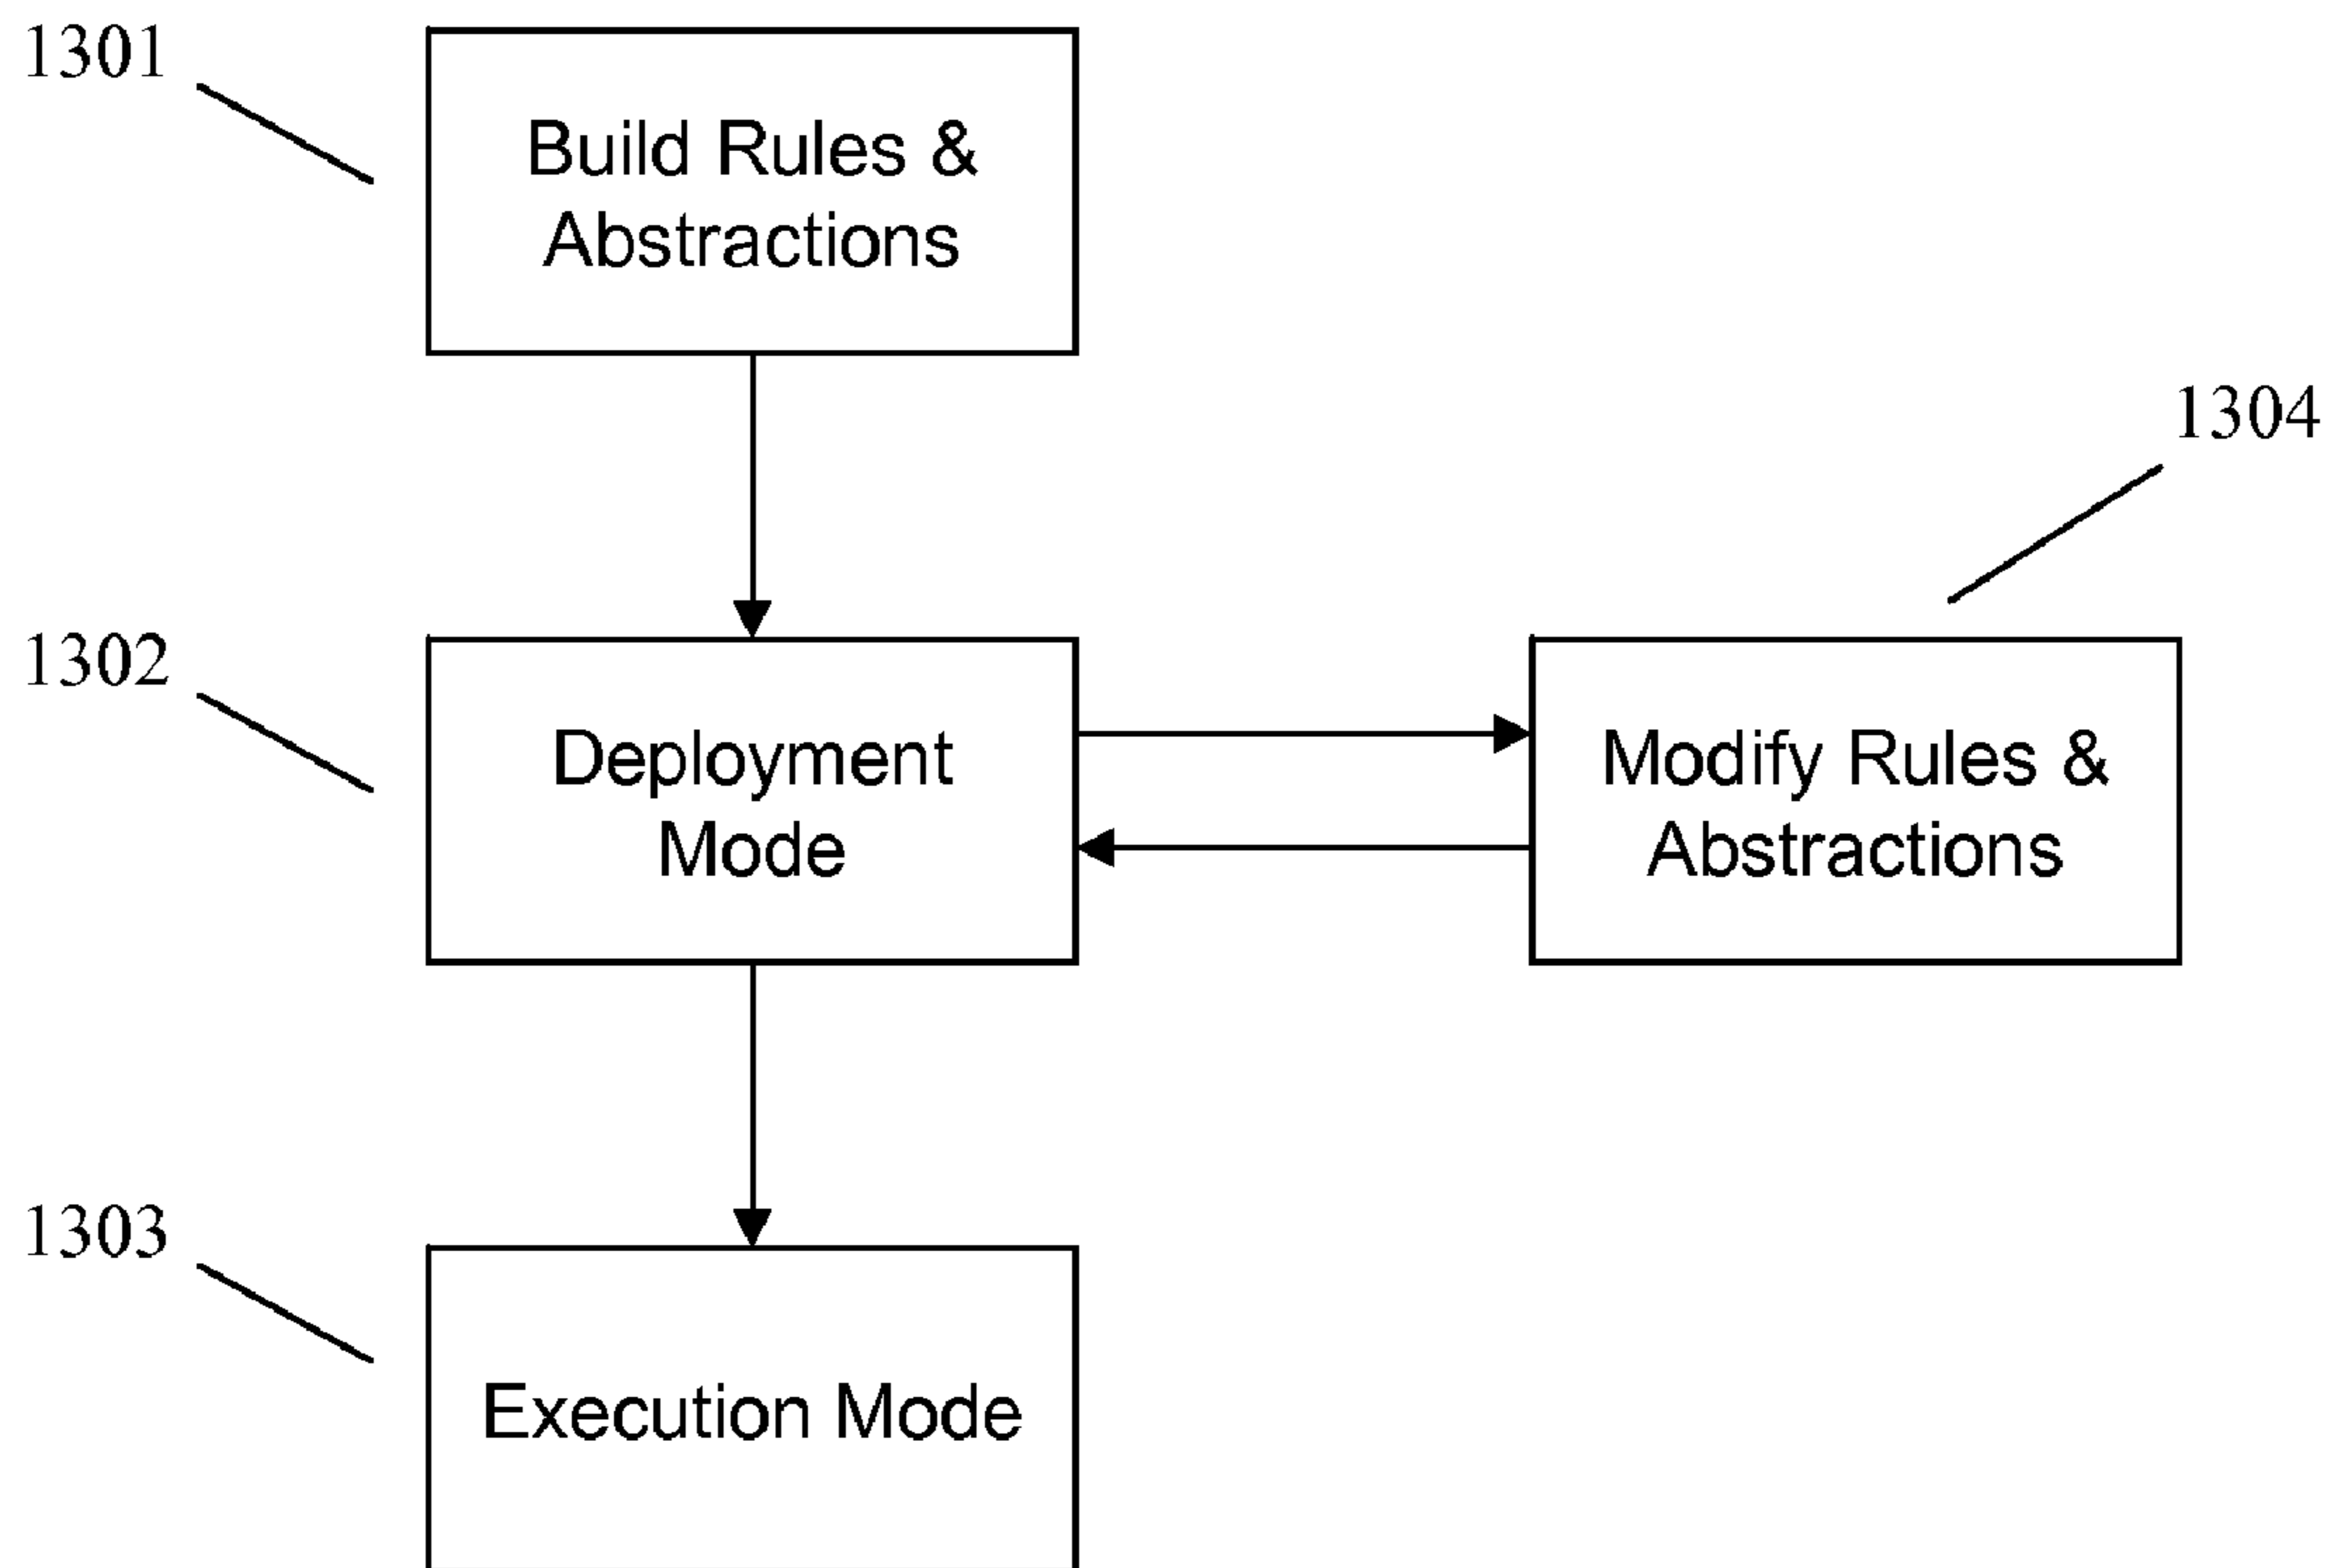 1301
Build Rules &
Abstractions
1304
1302
Deployment
Mode
Modify Rules &
Abstractions
1303
Execution Mode